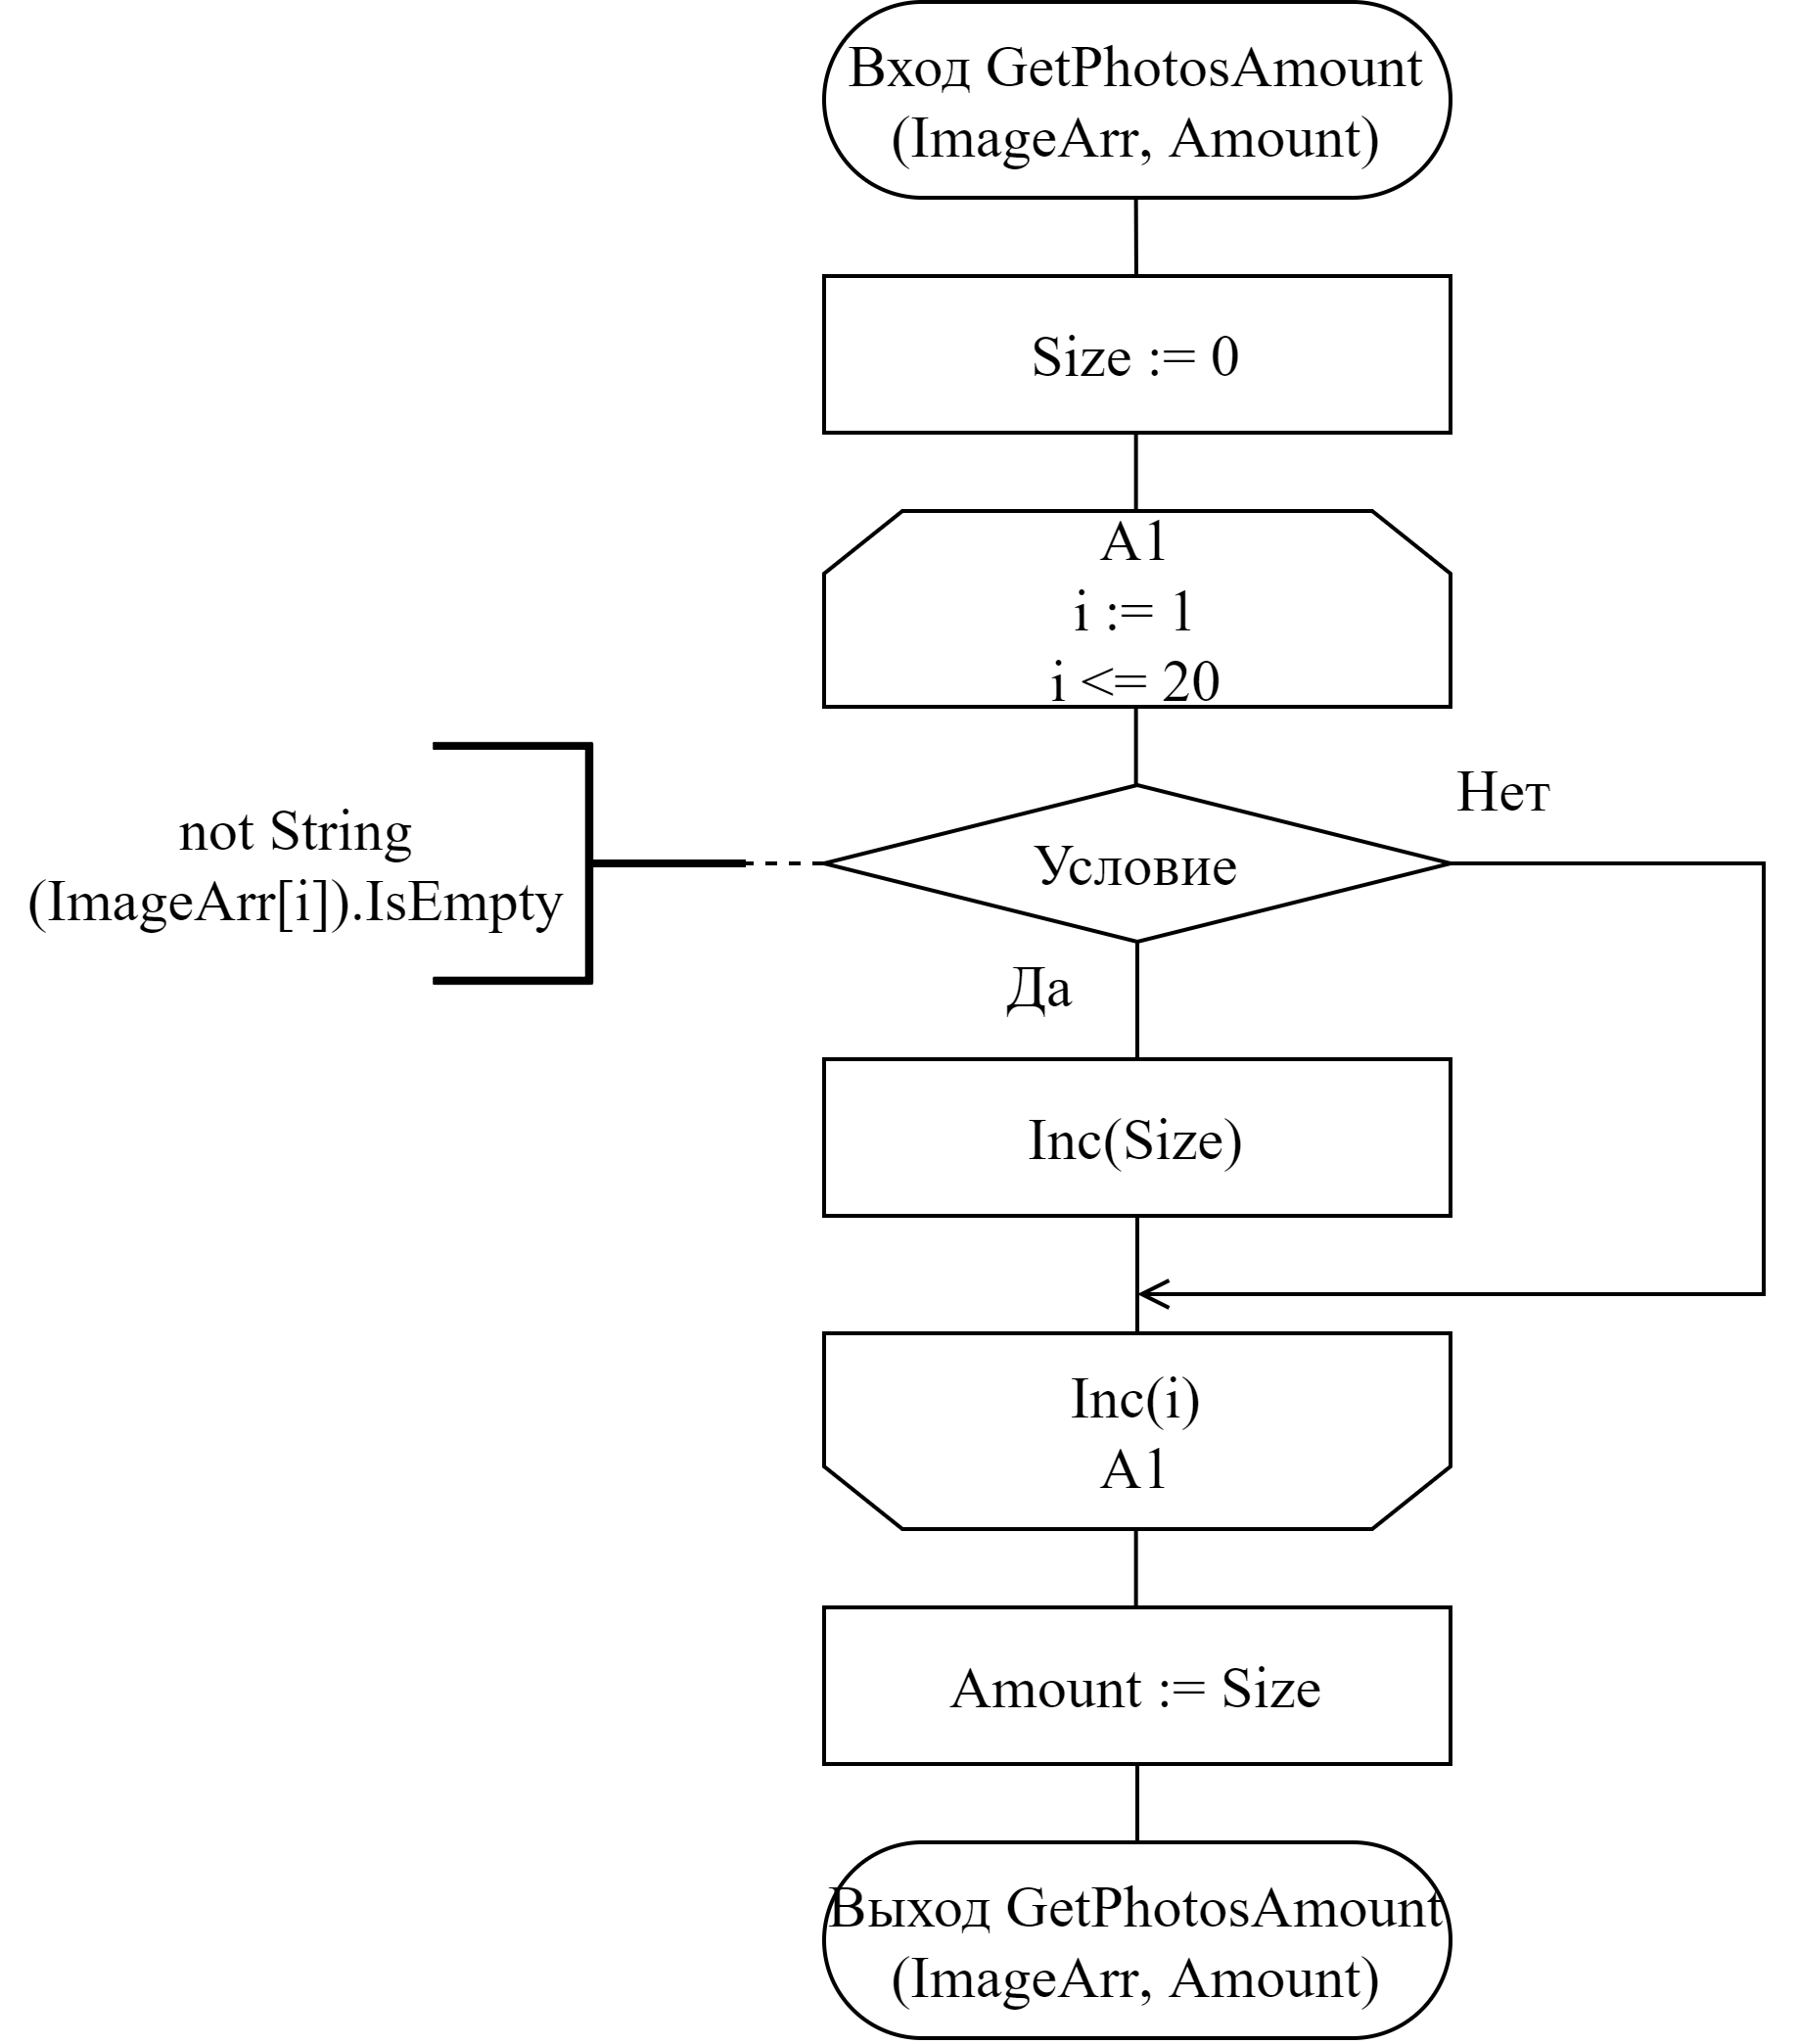 Вход GetPhotosAmount
(ImageArr, Amount)
Size := 0
A1
i := 1
i <= 20
not String
(ImageArr[i]).IsEmpty
Условие
Нет
Да
Inc(Size)
Inc(i)
A1
Amount := Size
Выход GetPhotosAmount
(ImageArr, Amount)